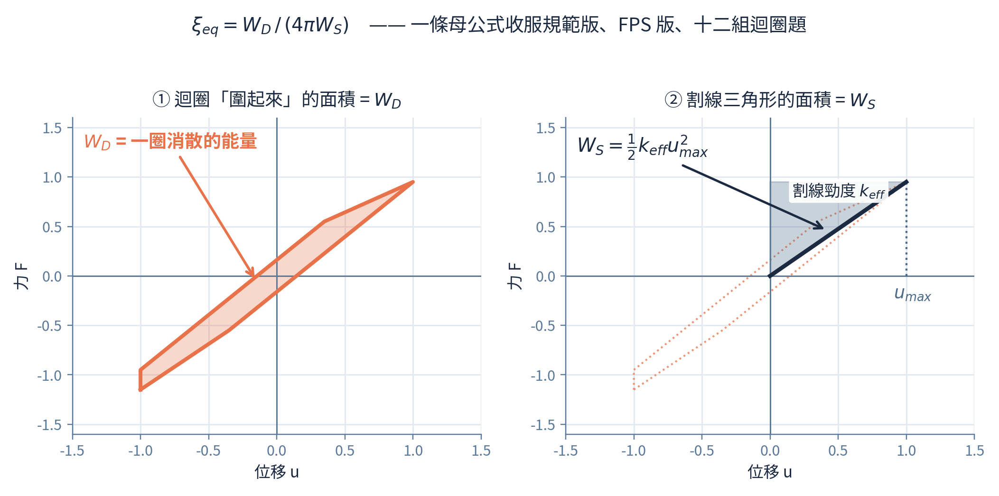 ξ_eq = W_D / (4πW_S) —— 一條母公式收服規範版、FPS 版、十二組迴圈題
① 迴圈「圍起來」的面積 = W_D
W_D = 一圈消散的能量
1.5
1.0
0.5
0.0
-0.5
-1.0
-1.5
力 F
-1.5 -1.0 -0.5 0.0 0.5 1.0 1.5
位移 u
② 割線三角形的面積 = W_S
W_S = ½ k_eff u²_max
割線勁度 k_eff
u_max
1.5
1.0
0.5
0.0
-0.5
-1.0
-1.5
力 F
-1.5 -1.0 -0.5 0.0 0.5 1.0 1.5
位移 u